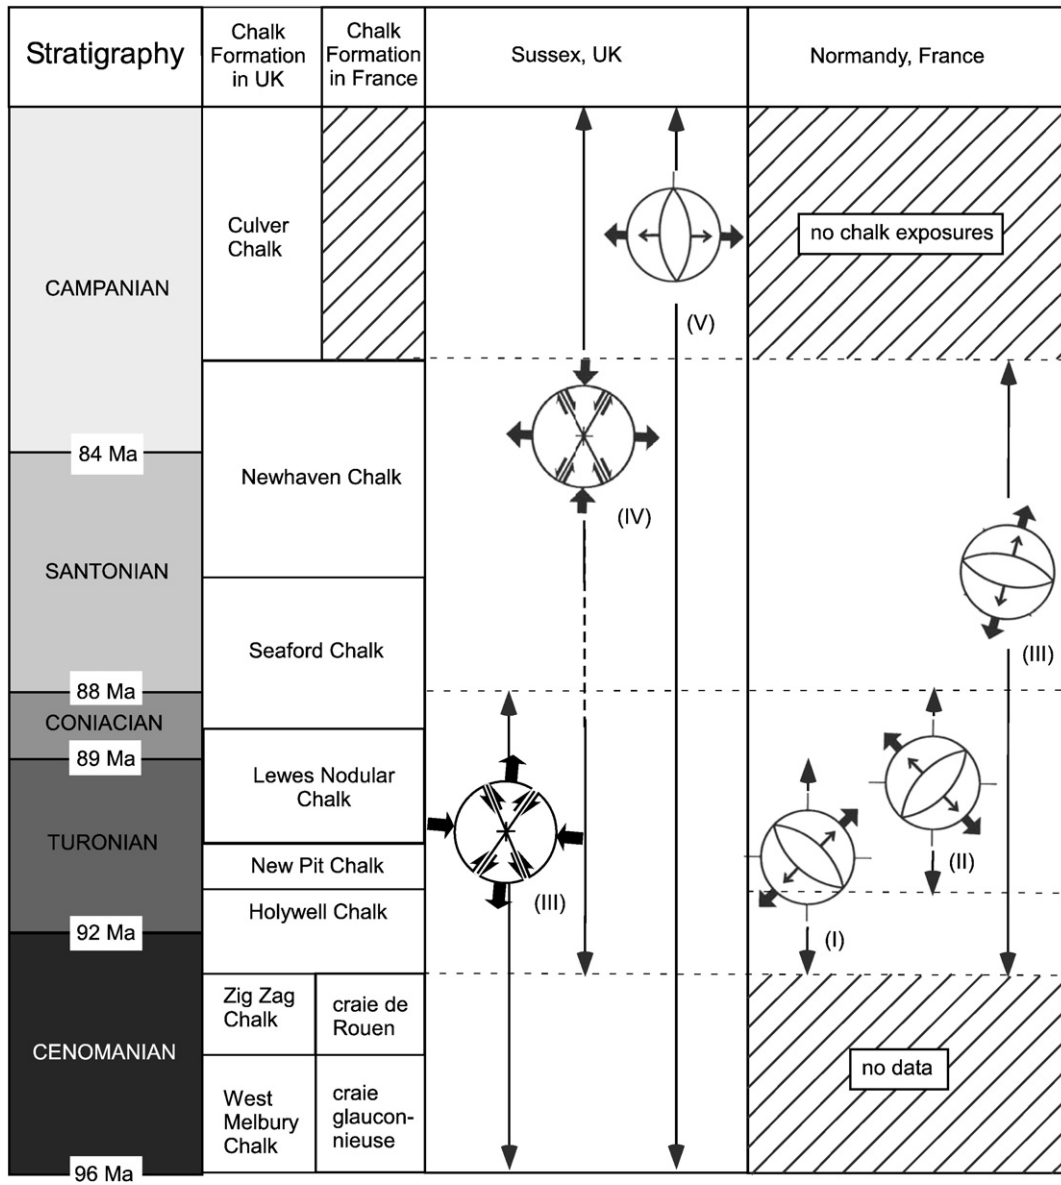 Stratigraphy
Chalk
Formation
in UK
Chalk
Formation
in France
Sussex, UK
Normandy, France
CAMPANIAN
84 Ma
SANTONIAN
88 Ma
CONIACIAN
89 Ma
TURONIAN
92 Ma
CENOMANIAN
96 Ma
Culver
Chalk
Newhaven Chalk
Seaford Chalk
Lewes Nodular
Chalk
New Pit Chalk
Holywell Chalk
Zig Zag
Chalk
craie de
Rouen
West
Melbury
Chalk
craie
glaucon-
nieuse
(V)
(IV)
(III)
no chalk exposures
(III)
(II)
(I)
no data